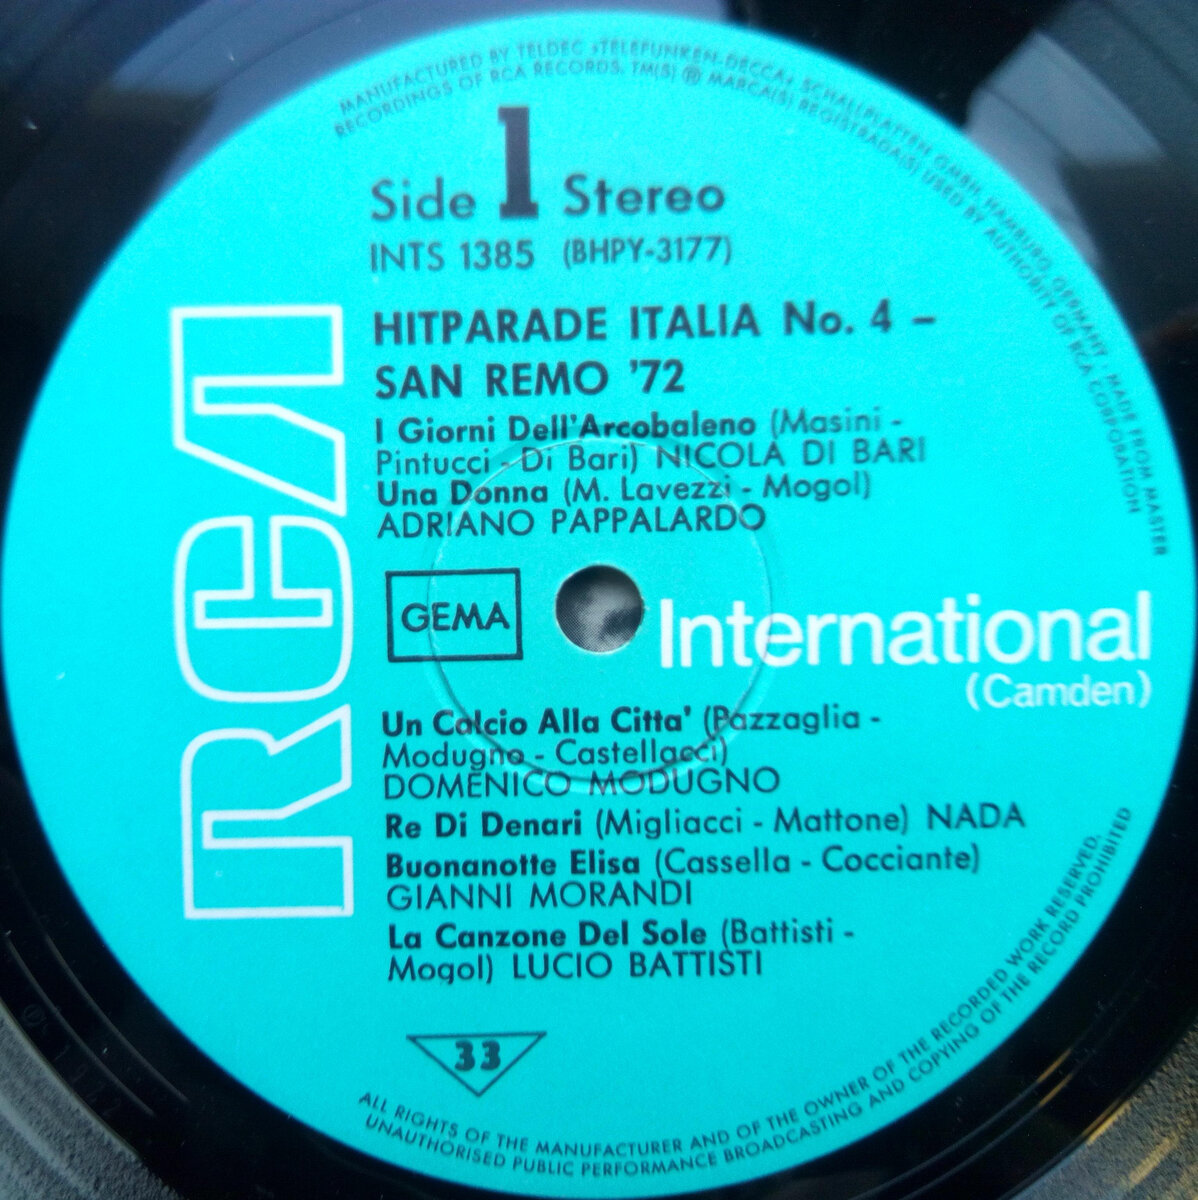 MANUFACTURED BY TELDEC »TELEFUNKEN-DECCA« SCHALLPLATTEN GMBH, HAMBURG, GERMANY, MADE FROM MASTER
RECORDINGS OF RCA RECORDS. TM(S) ® MARCA(S) REGISTRADA(S) USED BY AUTHORITY OF RCA CORPORATION
Side 1 Stereo
INTS 1385 (BHPY-3177)
HITPARADE ITALIA No. 4 –
SAN REMO '72
I Giorni Dell'Arcobaleno (Masini -
Pintucci - Di Bari) NICOLA DI BARI
Una Donna (M. Lavezzi - Mogol)
ADRIANO PAPPALARDO
RCA
GEMA
International
(Camden)
Un Calcio Alla Citta' (Pazzaglia -
Modugno - Castellacci)
DOMENICO MODUGNO
Re Di Denari (Migliacci - Mattone) NADA
Buonanotte Elisa (Cassella - Cocciante)
GIANNI MORANDI
La Canzone Del Sole (Battisti -
Mogol) LUCIO BATTISTI
33
ALL RIGHTS OF THE MANUFACTURER AND OF THE OWNER OF THE RECORDED WORK RESERVED.
UNAUTHORISED PUBLIC PERFORMANCE BROADCASTING AND COPYING OF THE RECORD PROHIBITED